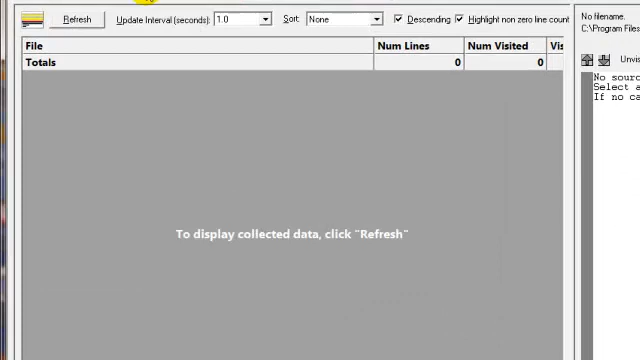 Refresh Update Interval (seconds): 1.0 Sort: None Descending Highlight non zero line count
File Num Lines Num Visited Vis
Totals 0 0
To display collected data, click "Refresh"
No filename.
C:\Program Files
Unvis
No sourc
Select a
If no ca